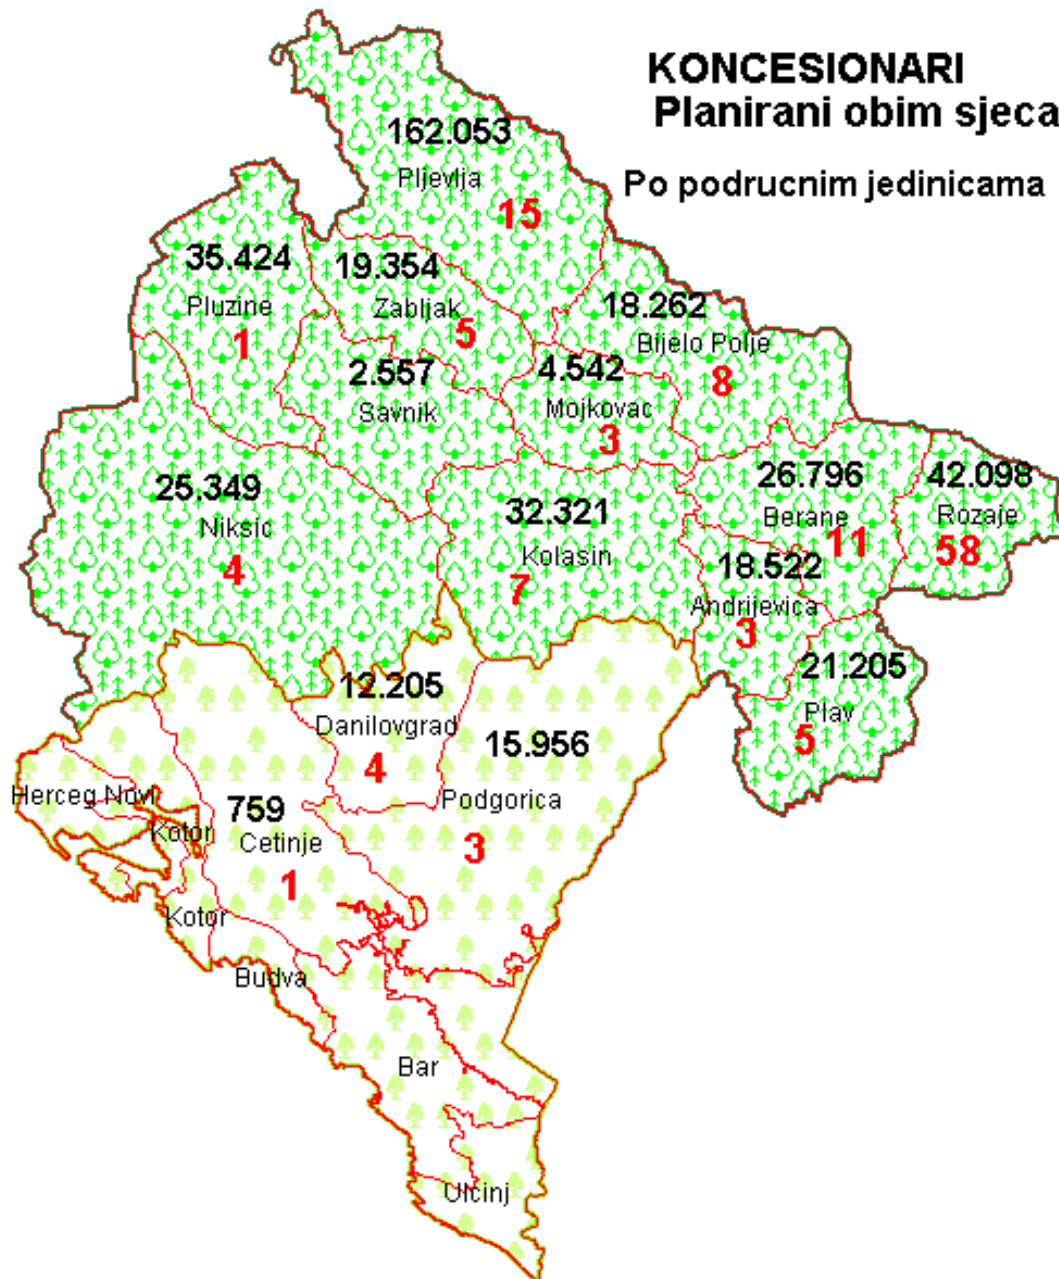 KONCESIONARI
Planirani obim sjeca
Po podrucnim jedinicama
162.053
Pljevlja
15
35.424
Pluzine
1
19.354
Zabljak
5
18.262
Bijelo Polje
8
2.557
Savnik
4.542
Mojkovac
3
25.349
Niksic
4
32.321
Kolasin
7
26.796
Berane
11
42.098
Rozaje
58
18.522
Andrijevica
3
21.205
Plav
5
12.205
Danilovgrad
4
15.956
Podgorica
3
759
Cetinje
1
Herceg Novi
Kotor
Kotor
Budva
Bar
Ulcinj